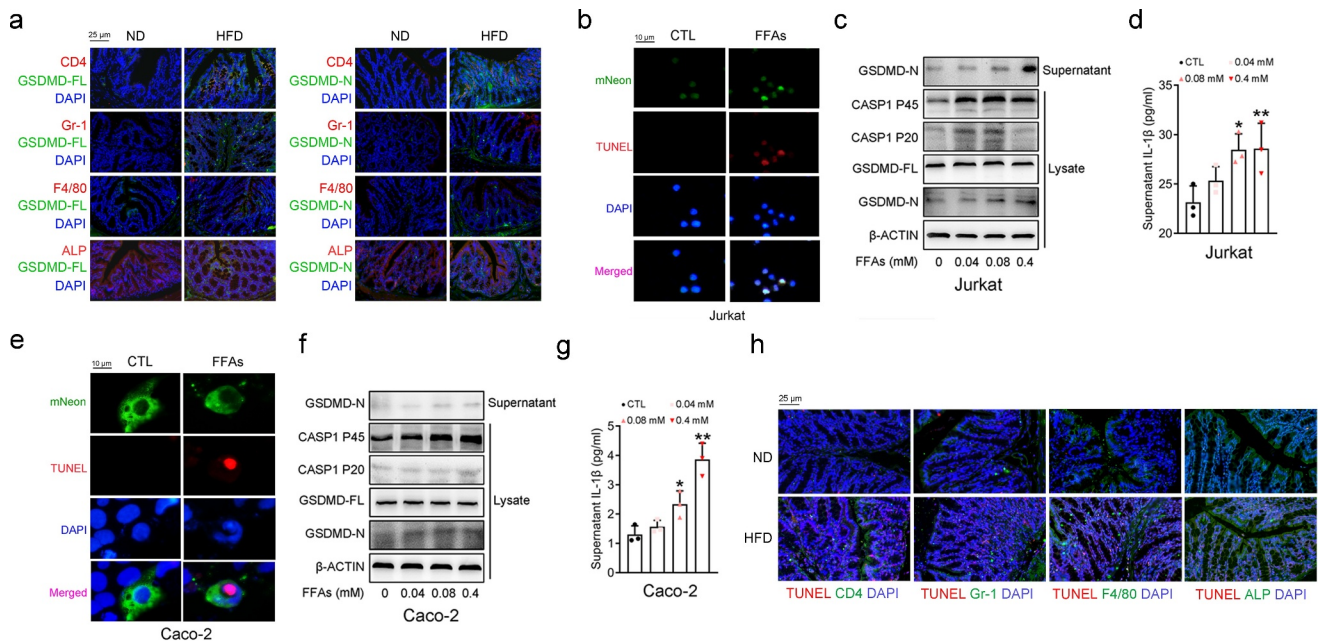 a
25 μm
ND HFD ND HFD
CD4
GSDMD-FL
DAPI
Gr-1
GSDMD-FL
DAPI
F4/80
GSDMD-FL
DAPI
ALP
GSDMD-FL
DAPI
CD4
GSDMD-N
DAPI
Gr-1
GSDMD-N
DAPI
F4/80
GSDMD-N
DAPI
ALP
GSDMD-N
DAPI
b
10 μm
CTL FFAs
mNeon
TUNEL
DAPI
Merged
Jurkat
c
GSDMD-N Supernatant
CASP1 P45
CASP1 P20
GSDMD-FL Lysate
GSDMD-N
β-ACTIN
FFAs (mM) 0 0.04 0.08 0.4
Jurkat
d
CTL 0.04 mM
0.08 mM 0.4 mM
Supernatant IL-1β (pg/ml)
35
30
25
20
* **
Jurkat
e
10 μm
CTL FFAs
mNeon
TUNEL
DAPI
Merged
Caco-2
f
GSDMD-N Supernatant
CASP1 P45
CASP1 P20
GSDMD-FL Lysate
GSDMD-N
β-ACTIN
FFAs (mM) 0 0.04 0.08 0.4
Caco-2
g
CTL 0.04 mM
0.08 mM 0.4 mM
Supernatant IL-1β (pg/ml)
5
4
3
2
1
0
* **
Caco-2
h
25 μm
ND
HFD
TUNEL CD4 DAPI TUNEL Gr-1 DAPI TUNEL F4/80 DAPI TUNEL ALP DAPI